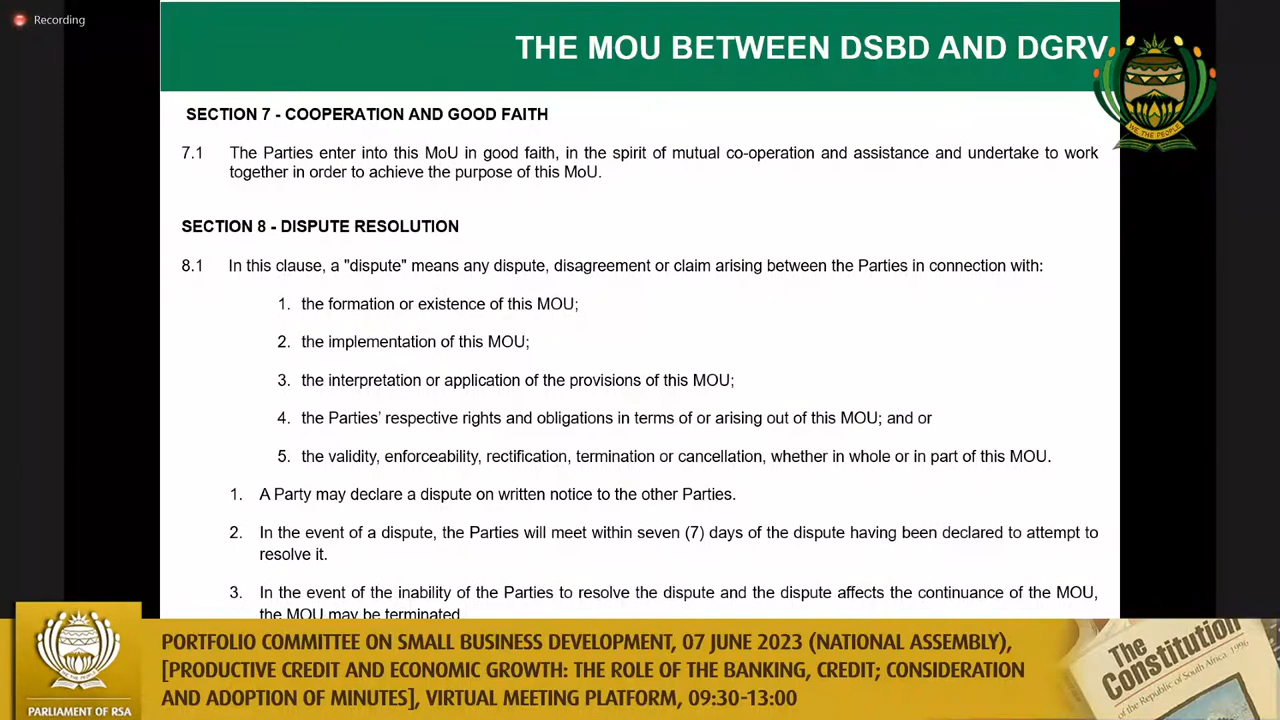 Recording
THE MOU BETWEEN DSBD AND DGRV
WE THE PEOPLE
SECTION 7 - COOPERATION AND GOOD FAITH
7.1 The Parties enter into this MoU in good faith, in the spirit of mutual co-operation and assistance and undertake to work
together in order to achieve the purpose of this MoU.
SECTION 8 - DISPUTE RESOLUTION
8.1 In this clause, a "dispute" means any dispute, disagreement or claim arising between the Parties in connection with:
1. the formation or existence of this MOU;
2. the implementation of this MOU;
3. the interpretation or application of the provisions of this MOU;
4. the Parties' respective rights and obligations in terms of or arising out of this MOU; and or
5. the validity, enforceability, rectification, termination or cancellation, whether in whole or in part of this MOU.
1. A Party may declare a dispute on written notice to the other Parties.
2. In the event of a dispute, the Parties will meet within seven (7) days of the dispute having been declared to attempt to
resolve it.
3. In the event of the inability of the Parties to resolve the dispute and the dispute affects the continuance of the MOU,
the MOU may be terminated
PARLIAMENT OF RSA
PORTFOLIO COMMITTEE ON SMALL BUSINESS DEVELOPMENT, 07 JUNE 2023 (NATIONAL ASSEMBLY),
[PRODUCTIVE CREDIT AND ECONOMIC GROWTH: THE ROLE OF THE BANKING, CREDIT; CONSIDERATION
AND ADOPTION OF MINUTES], VIRTUAL MEETING PLATFORM, 09:30-13:00
The
Constitution
of the Republic of South Africa, 1996